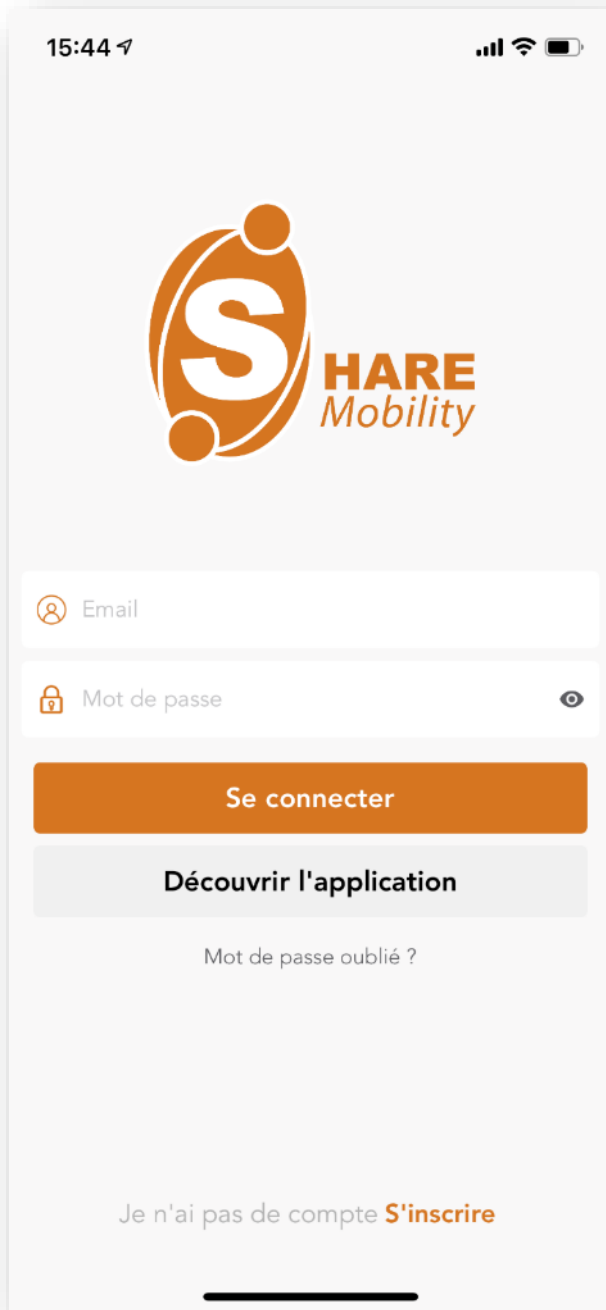 15:44
SHARE
Mobility
Email
Mot de passe
Se connecter
Découvrir l'application
Mot de passe oublié ?
Je n'ai pas de compte S'inscrire